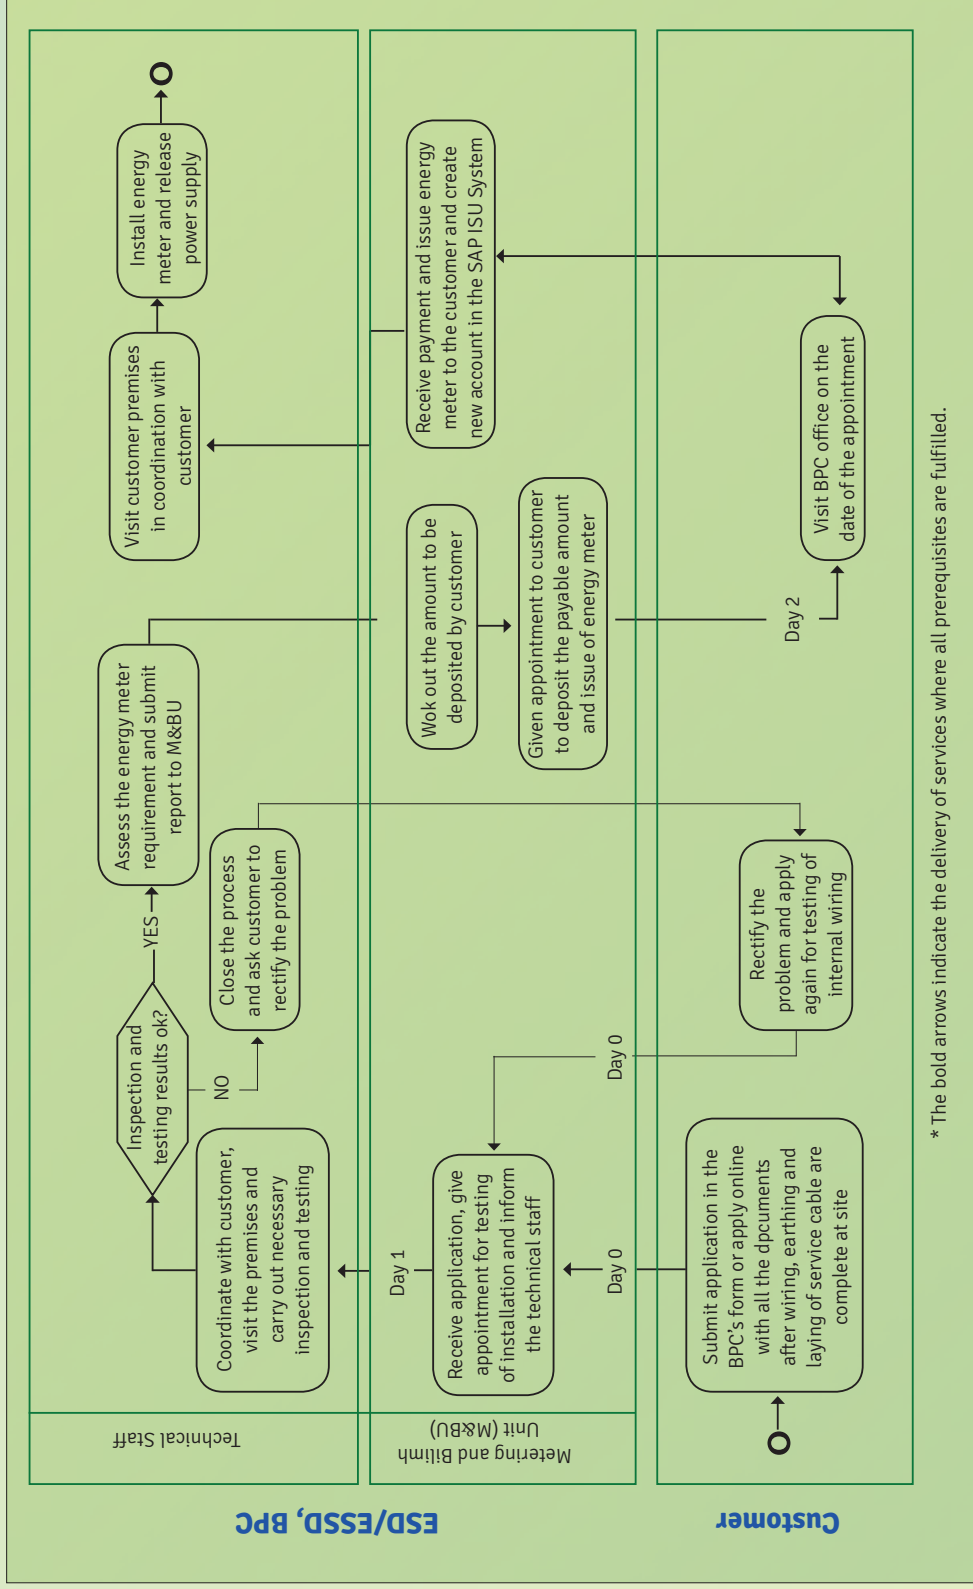 ESD/ESSD, BPC
Technical Staff
Coordinate with customer,
visit the premises and
carry out necessary
inspection and testing
Inspection and
testing results ok?
YES
NO
Assess the energy meter
requirement and submit
report to M&BU
Close the process
and ask customer to
rectify the problem
Visit customer premises
in coordination with
customer
Install energy
meter and release
power supply
Metering and Bilimh
Unit (M&BU)
Receive application, give
appointment for testing
of installation and inform
the technical staff
Day 1
Wok out the amount to be
deposited by customer
Given appointment to customer
to deposit the payable amount
and issue of energy meter
Receive payment and issue energy
meter to the customer and create
new account in the SAP ISU System
Customer
Submit application in the
BPC's form or apply online
with all the dpcuments
after wiring, earthing and
laying of service cable are
complete at site
Day 0
Day 0
Rectify the
problem and apply
again for testing of
internal wiring
Day 2
Visit BPC office on the
date of the appointment
* The bold arrows indicate the delivery of services where all prerequisites are fulfilled.